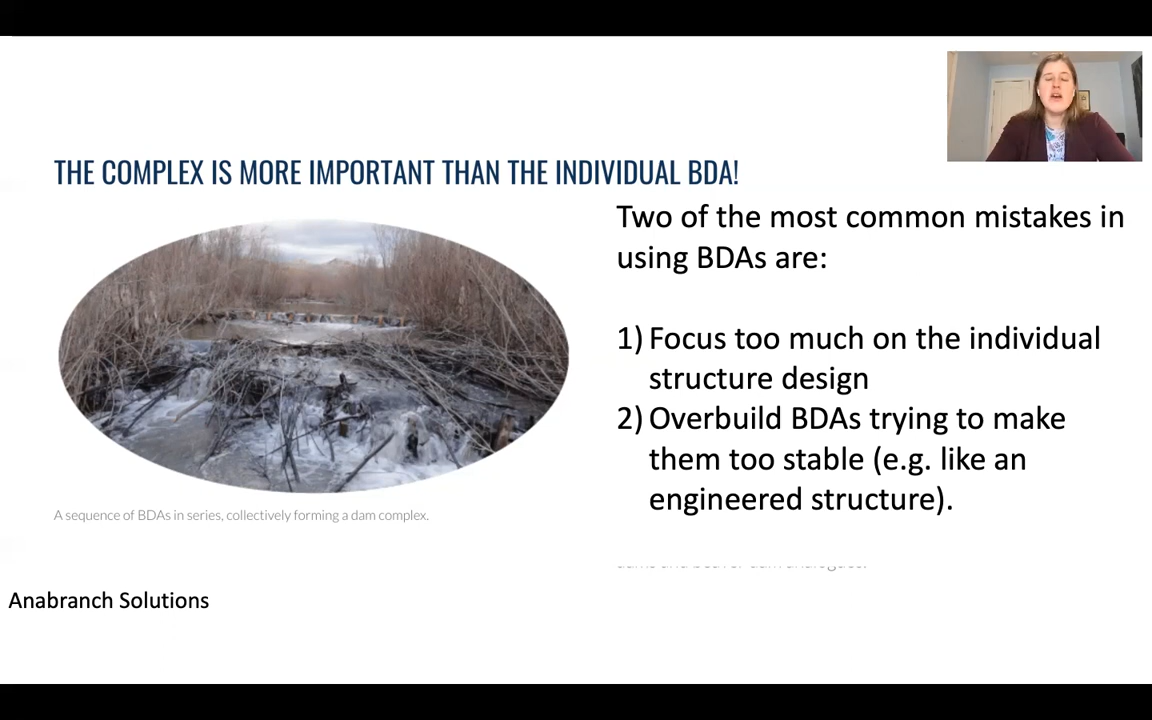 THE COMPLEX IS MORE IMPORTANT THAN THE INDIVIDUAL BDA!
Two of the most common mistakes in
using BDAs are:
1) Focus too much on the individual
structure design
2) Overbuild BDAs trying to make
them too stable (e.g. like an
engineered structure).
A sequence of BDAs in series, collectively forming a dam complex.
Anabranch Solutions